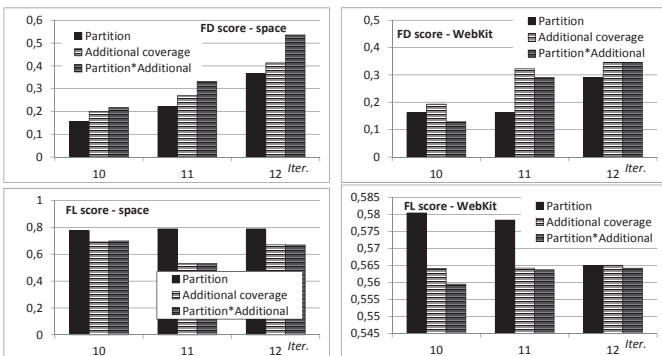 FD score - space
Partition
Additional coverage
Partition*Additional
0,6
0,5
0,4
0,3
0,2
0,1
0
10
11
12
Iter.
FD score - WebKit
Partition
Additional coverage
Partition*Additional
0,5
0,4
0,3
0,2
0,1
0
10
11
12
Iter.
FL score - space
1
0,8
0,6
0,4
0,2
0
Partition
Additional coverage
Partition*Additional
10
11
12
Iter.
FL score - WebKit
Partition
Additional coverage
Partition*Additional
0,585
0,58
0,575
0,57
0,565
0,56
0,555
0,55
0,545
10
11
12
Iter.